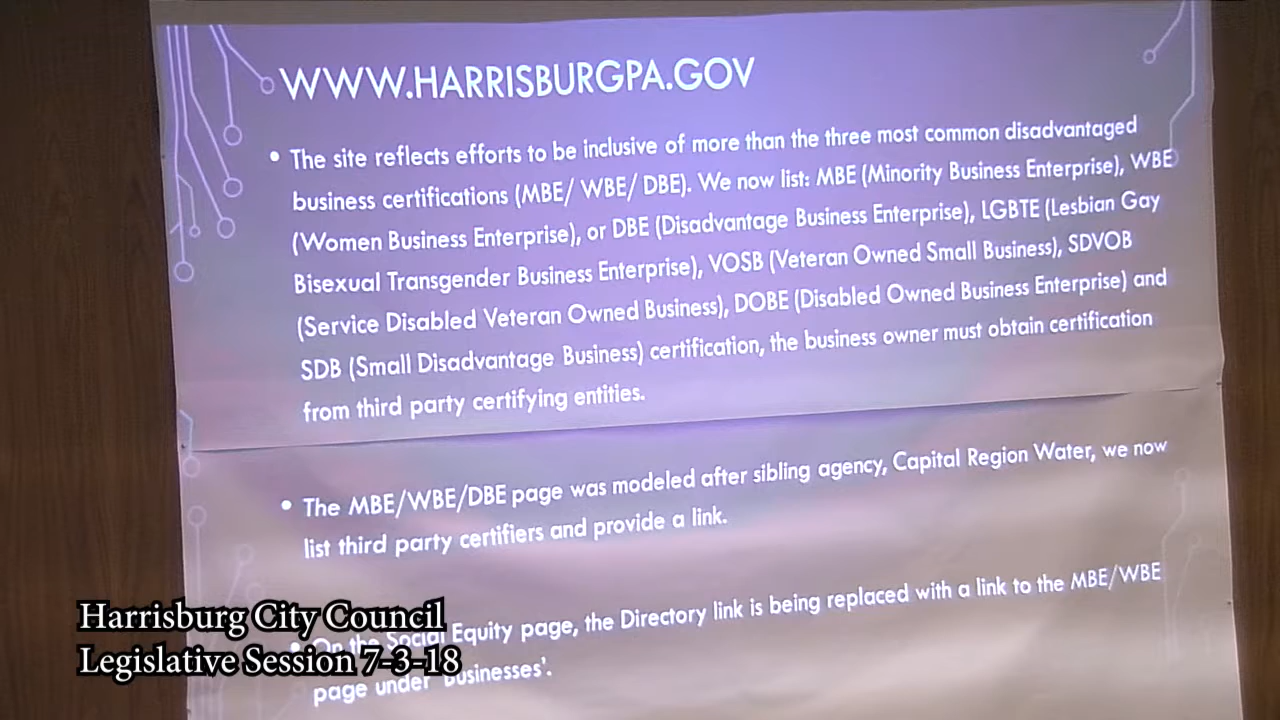 WWW.HARRISBURGPA.GOV
• The site reflects efforts to be inclusive of more than the three most common disadvantaged
business certifications (MBE/ WBE/ DBE). We now list: MBE (Minority Business Enterprise), WBE
(Women Business Enterprise), or DBE (Disadvantage Business Enterprise), LGBTE (Lesbian Gay
Bisexual Transgender Business Enterprise), VOSB (Veteran Owned Small Business), SDVOB
(Service Disabled Veteran Owned Business), DOBE (Disabled Owned Business Enterprise) and
SDB (Small Disadvantage Business) certification, the business owner must obtain certification
from third party certifying entities.
• The MBE/WBE/DBE page was modeled after sibling agency, Capital Region Water, we now
list third party certifiers and provide a link.
• On the Social Equity page, the Directory link is being replaced with a link to the MBE/WBE
page under 'Businesses'.
Harrisburg City Council
Legislative Session 7-3-18